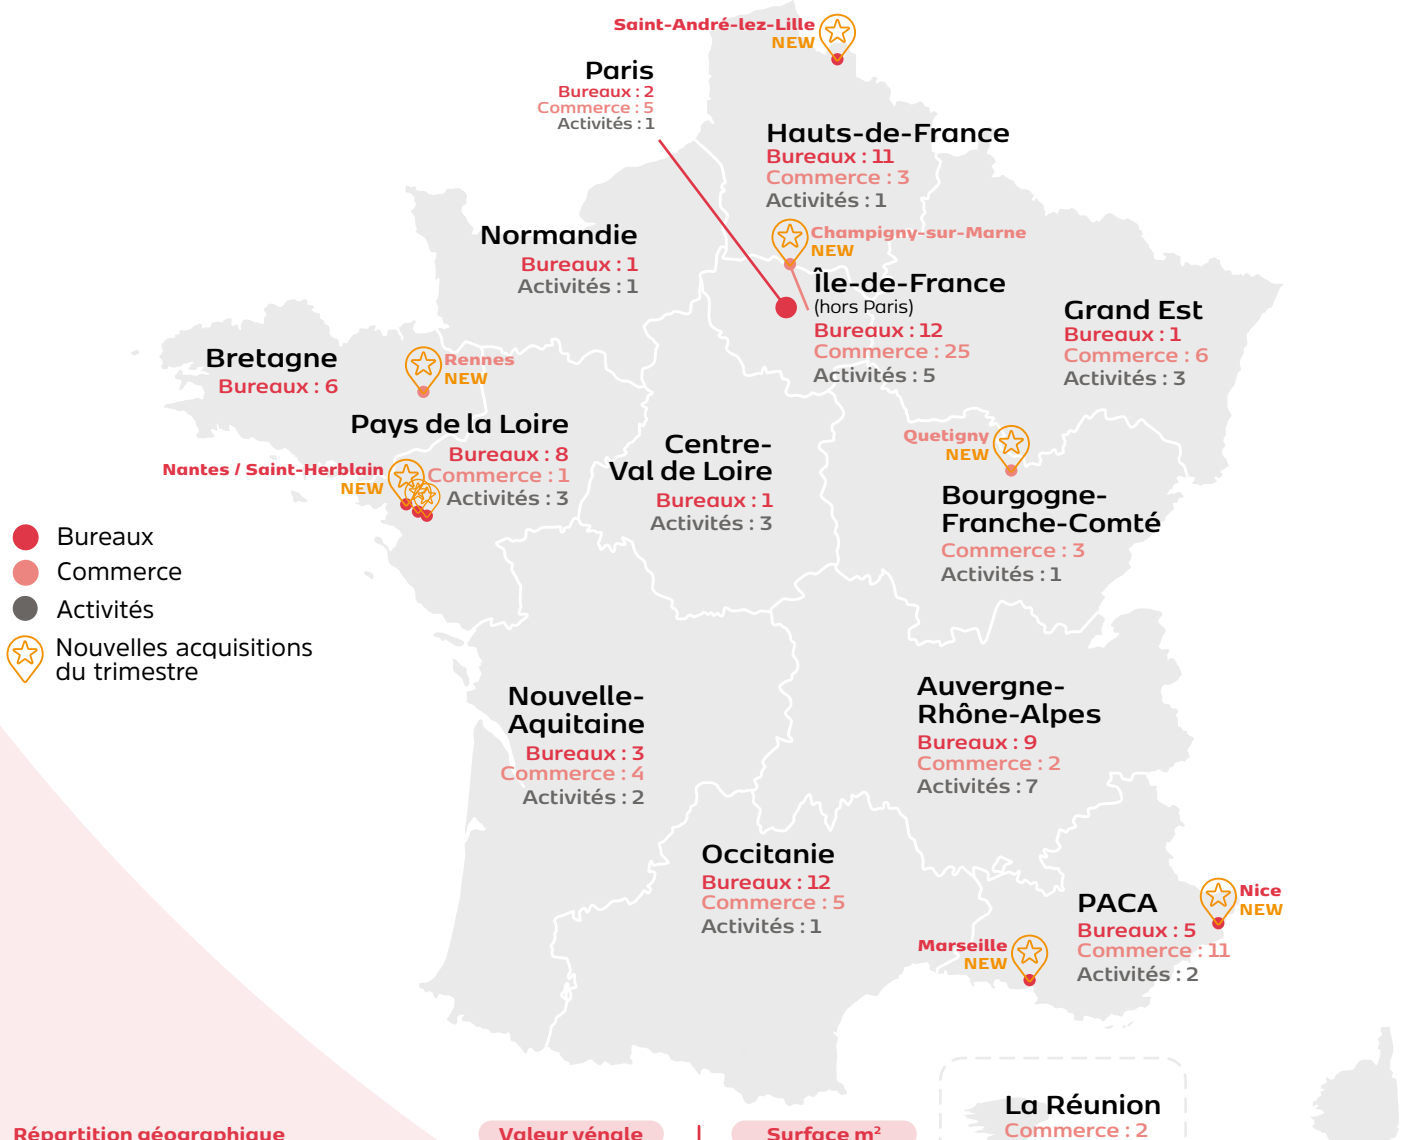 Saint-André-lez-Lille
NEW
Paris
Bureaux : 2
Commerce : 5
Activités : 1
Hauts-de-France
Bureaux : 11
Commerce : 3
Activités : 1
Champigny-sur-Marne
NEW
Normandie
Bureaux : 1
Activités : 1
Île-de-France
(hors Paris)
Bureaux : 12
Commerce : 25
Activités : 5
Grand Est
Bureaux : 1
Commerce : 6
Activités : 3
Bretagne
Bureaux : 6
Rennes
NEW
Pays de la Loire
Bureaux : 8
Commerce : 1
Activités : 3
Nantes / Saint-Herblain
NEW
Centre-
Val de Loire
Bureaux : 1
Activités : 3
Quetigny
NEW
Bourgogne-
Franche-Comté
Commerce : 3
Activités : 1
Bureaux
Commerce
Activités
Nouvelles acquisitions
du trimestre
Nouvelle-
Aquitaine
Bureaux : 3
Commerce : 4
Activités : 2
Auvergne-
Rhône-Alpes
Bureaux : 9
Commerce : 2
Activités : 7
Occitanie
Bureaux : 12
Commerce : 5
Activités : 1
PACA
Bureaux : 5
Commerce : 11
Activités : 2
Nice
NEW
Marseille
NEW
La Réunion
Commerce : 2
Répartition géographique
Valeur vénale
Surface m²